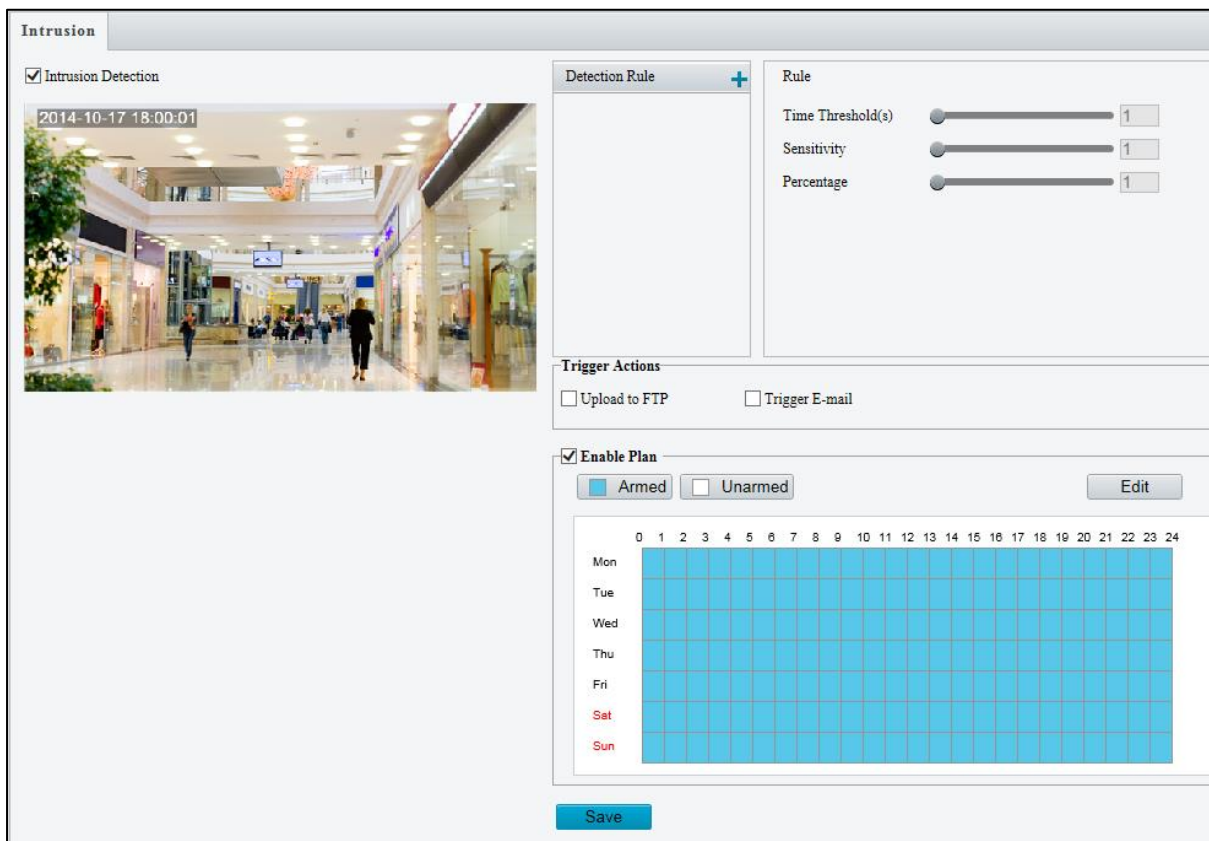 Intrusion
Intrusion Detection
2014-10-17 18:00:01
Detection Rule +
Rule
Time Threshold(s) 1
Sensitivity 1
Percentage 1
Trigger Actions
Upload to FTP Trigger E-mail
Enable Plan
Armed Unarmed Edit
0 1 2 3 4 5 6 7 8 9 10 11 12 13 14 15 16 17 18 19 20 21 22 23 24
Mon
Tue
Wed
Thu
Fri
Sat
Sun
Save